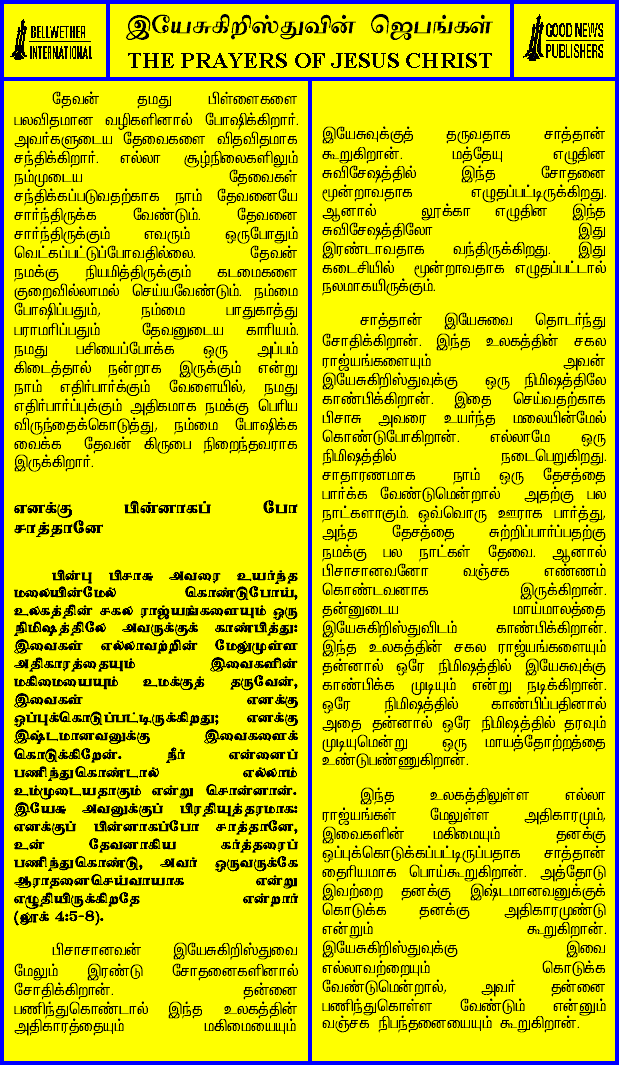 BELLWETHER
INTERNATIONAL
இயேசுகிறிஸ்துவின் ஜெபங்கள்
THE PRAYERS OF JESUS CHRIST
GOOD NEWS
PUBLISHERS
தேவன் தமது பிள்ளைகளை
பலவிதமான வழிகளினால் போஷிக்கிறார்.
அவர்களுடைய தேவைகளை விதவிதமாக
சந்திக்கிறார். எல்லா சூழ்நிலைகளிலும்
நம்முடைய தேவைகள்
சந்திக்கப்படுவதற்காக நாம் தேவனையே
சார்ந்திருக்க வேண்டும். தேவனை
சார்ந்திருக்கும் எவரும் ஒருபோதும்
வெட்கப்பட்டுப்போவதில்லை. தேவன்
நமக்கு நியமித்திருக்கும் கடமைகளை
குறைவில்லாமல் செய்யவேண்டும். நம்மை
போஷிப்பதும், நம்மை பாதுகாத்து
பராமரிப்பதும் தேவனுடைய காரியம்.
நமது பசியைப்போக்க ஒரு அப்பம்
கிடைத்தால் நன்றாக இருக்கும் என்று
நாம் எதிர்பார்க்கும் வேளையில், நமது
எதிர்பார்ப்புக்கும் அதிகமாக நமக்கு பெரிய
விருந்தைக்கொடுத்து, நம்மை போஷிக்க
வைக்க தேவன் கிருபை நிறைந்தவராக
இருக்கிறார்.
எனக்கு பின்னாகப் போ
சாத்தானே
பின்பு பிசாசு அவரை உயர்ந்த
மலையின்மேல் கொண்டுபோய்,
உலகத்தின் சகல ராஜ்யங்களையும் ஒரு
நிமிஷத்திலே அவருக்குக் காண்பித்து:
இவைகள் எல்லாவற்றின் மேலுமுள்ள
அதிகாரத்தையும் இவைகளின்
மகிமையையும் உமக்குத் தருவேன்,
இவைகள் எனக்கு
ஒப்புக்கொடுப்பட்டிருக்கிறது; எனக்கு
இஷ்டமானவனுக்கு இவைகளைக்
கொடுக்கிறேன். நீர் என்னைப்
பணிந்துகொண்டால் எல்லாம்
உம்முடையதாகும் என்று சொன்னான்.
இயேசு அவனுக்குப் பிரதியுத்தரமாக:
எனக்குப் பின்னாகப்போ சாத்தானே,
உன் தேவனாகிய கர்த்தரைப்
பணிந்துகொண்டு, அவர் ஒருவருக்கே
ஆராதனைசெய்வாயாக என்று
எழுதியிருக்கிறதே என்றார்
(லூக் 4:5-8).
பிசாசானவன் இயேசுகிறிஸ்துவை
மேலும் இரண்டு சோதனைகளினால்
சோதிக்கிறான். தன்னை
பணிந்துகொண்டால் இந்த உலகத்தின்
அதிகாரத்தையும் மகிமையையும்
இயேசுவுக்குத் தருவதாக சாத்தான்
கூறுகிறான். மத்தேயு எழுதின
சுவிசேஷத்தில் இந்த சோதனை
மூன்றாவதாக எழுதப்பட்டிருக்கிறது.
ஆனால் லூக்கா எழுதின இந்த
சுவிசேஷத்திலோ இது
இரண்டாவதாக வந்திருக்கிறது. இது
கடைசியில் மூன்றாவதாக எழுதப்பட்டால்
நலமாகயிருக்கும்.
சாத்தான் இயேசுவை தொடர்ந்து
சோதிக்கிறான். இந்த உலகத்தின் சகல
ராஜ்யங்களையும் அவன்
இயேசுகிறிஸ்துவுக்கு ஒரு நிமிஷத்திலே
காண்பிக்கிறான். இதை செய்வதற்காக
பிசாசு அவரை உயர்ந்த மலையின்மேல்
கொண்டுபோகிறான். எல்லாமே ஒரு
நிமிஷத்தில் நடைபெறுகிறது.
சாதாரணமாக நாம் ஒரு தேசத்தை
பார்க்க வேண்டுமென்றால் அதற்கு பல
நாட்களாகும். ஒவ்வொரு ஊராக பார்த்து,
அந்த தேசத்தை சுற்றிப்பார்ப்பதற்கு
நமக்கு பல நாட்கள் தேவை. ஆனால்
பிசாசானவனோ வஞ்சக எண்ணம்
கொண்டவனாக இருக்கிறான்.
தன்னுடைய மாய்மாலத்தை
இயேசுகிறிஸ்துவிடம் காண்பிக்கிறான்.
இந்த உலகத்தின் சகல ராஜ்யங்களையும்
தன்னால் ஒரே நிமிஷத்தில் இயேசுவுக்கு
காண்பிக்க முடியும் என்று நடிக்கிறான்.
ஒரே நிமிஷத்தில் காண்பிப்பதினால்
அதை தன்னால் ஒரே நிமிஷத்தில் தரவும்
முடியுமென்று ஒரு மாயத்தோற்றத்தை
உண்டுபண்ணுகிறான்.
இந்த உலகத்திலுள்ள எல்லா
ராஜ்யங்கள் மேலுள்ள அதிகாரமும்,
இவைகளின் மகிமையும் தனக்கு
ஒப்புக்கொடுக்கப்பட்டிருப்பதாக சாத்தான்
தைரியமாக பொய்கூறுகிறான். அத்தோடு
இவற்றை தனக்கு இஷ்டமானவனுக்குக்
கொடுக்க தனக்கு அதிகாரமுண்டு
என்றும் கூறுகிறான்.
இயேசுகிறிஸ்துவுக்கு இவை
எல்லாவற்றையும் கொடுக்க
வேண்டுமென்றால், அவர் தன்னை
பணிந்துகொள்ள வேண்டும் என்னும்
வஞ்சக நிபந்தனையையும் கூறுகிறான்.